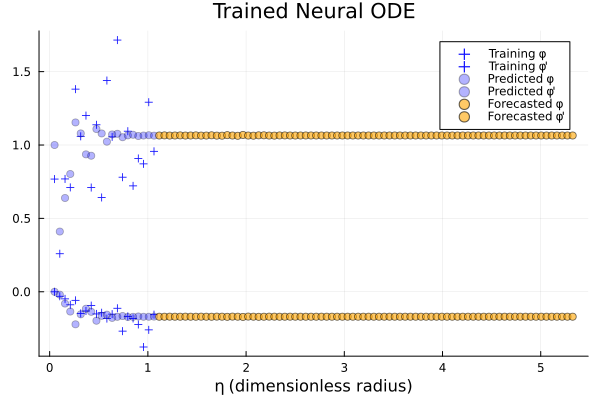 Trained Neural ODE
Training φ
Training φ'
Predicted φ
Predicted φ'
Forecasted φ
Forecasted φ'
1.5
1.0
0.5
0.0
0
1
2
3
4
5
η (dimensionless radius)